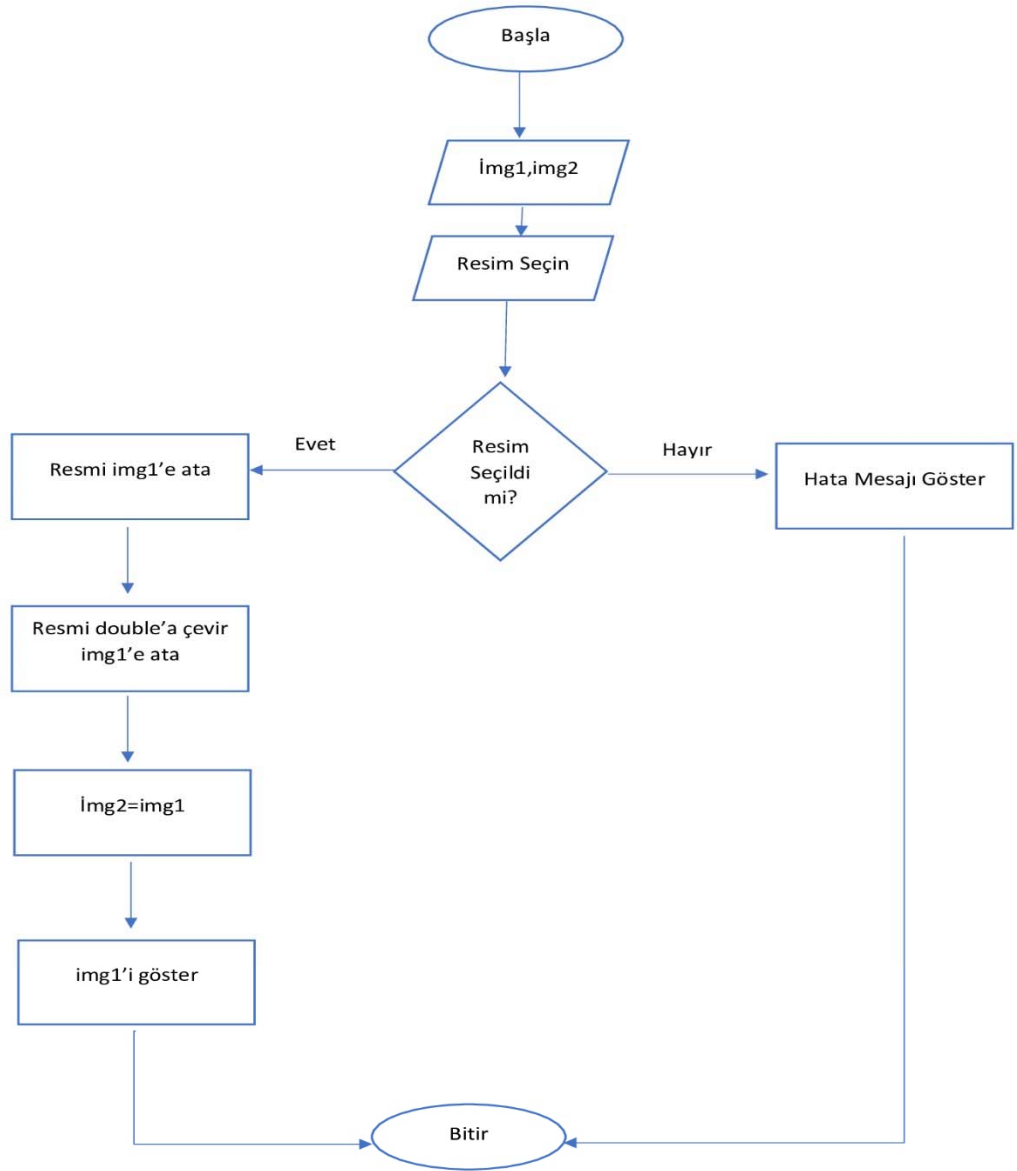 Başla
İmg1,img2
Resim Seçin
Resim
Seçildi
mi?
Evet
Hayır
Resmi img1’e ata
Hata Mesajı Göster
Resmi double’a çevir
img1’e ata
İmg2=img1
img1’i göster
Bitir